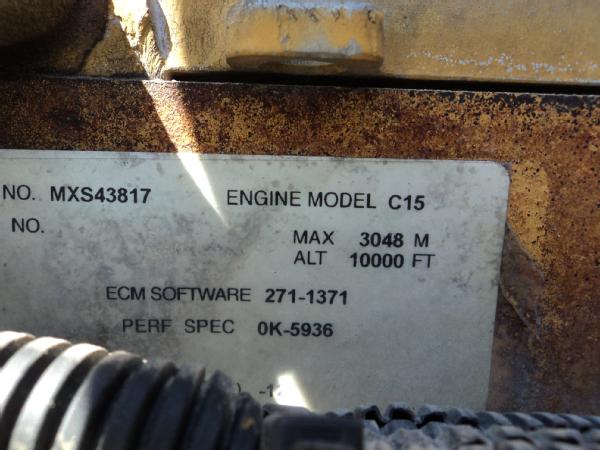 NO. MXS43817 ENGINE MODEL C15
NO.
MAX 3048 M
ALT 10000 FT
ECM SOFTWARE 271-1371
PERF SPEC 0K-5936